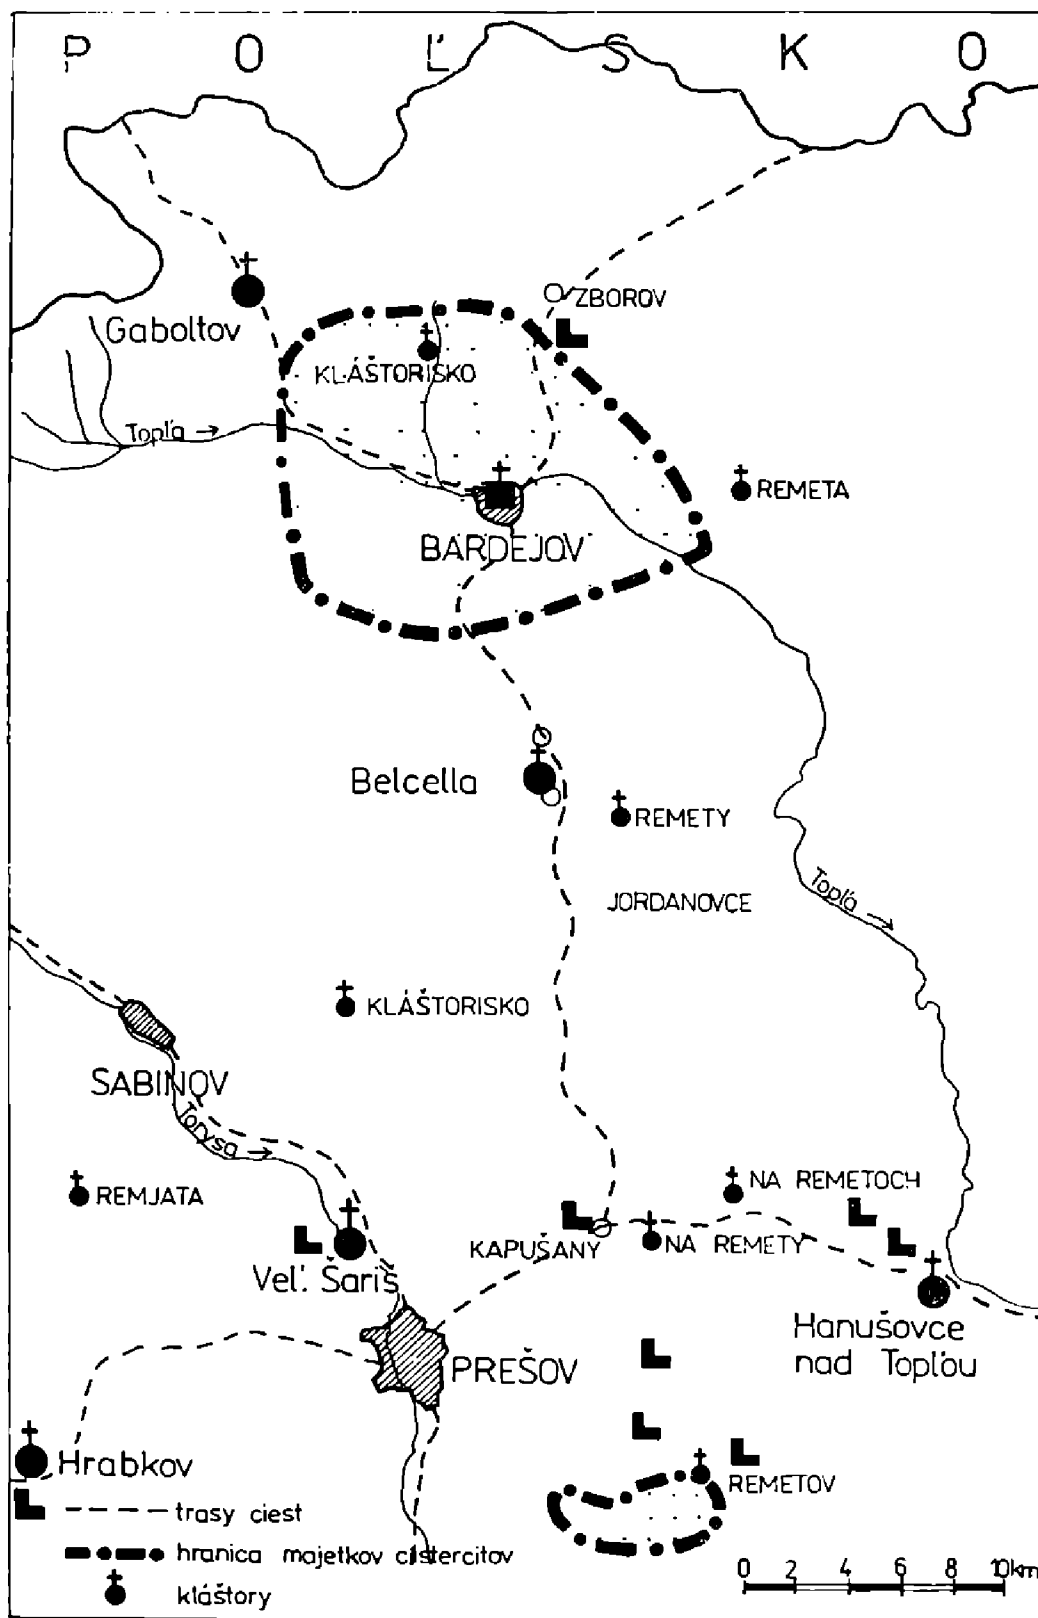 P O Ľ S K O
ZBOROV
Gaboltov
KLÁŠTORISKO
Topľa →
REMETA
BARDEJOV
Belcella
REMETY
Topľa →
JORDANOVCE
KLÁŠTORISKO
SABINOV
Torysa →
REMJATA
NA REMETOCH
KAPUŠANY
NA REMETY
Veľ. Šariš
Hanušovce
nad Topľou
PREŠOV
Hrabkov
REMETOV
trasy ciest
hranica majetkov cistercitov
kláštory
0 2 4 6 8 10km